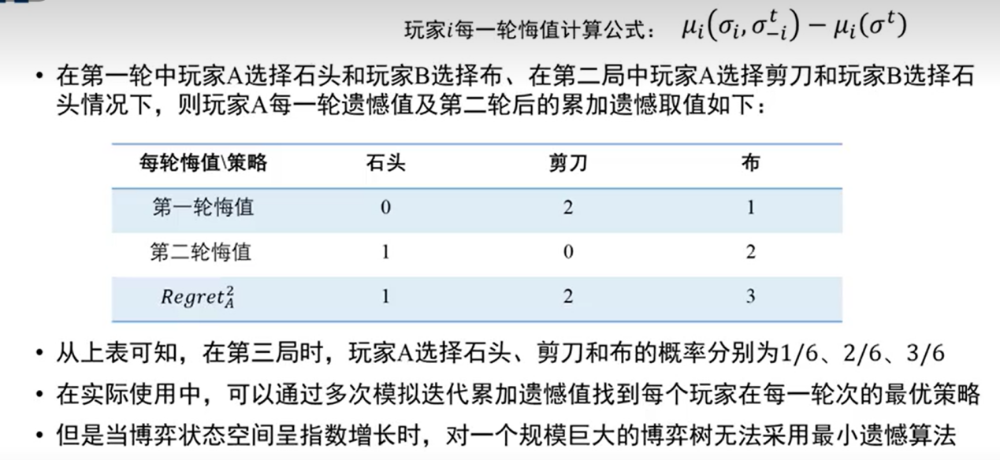 玩家i每一轮悔值计算公式： μᵢ(σᵢ, σ₋ᵢᵗ) − μᵢ(σᵗ)
• 在第一轮中玩家A选择石头和玩家B选择布、在第二局中玩家A选择剪刀和玩家B选择石
头情况下，则玩家A每一轮遗憾值及第二轮后的累加遗憾取值如下：
每轮悔值\策略 石头 剪刀 布
第一轮悔值 0 2 1
第二轮悔值 1 0 2
Regret_A^2 1 2 3
• 从上表可知，在第三局时，玩家A选择石头、剪刀和布的概率分别为1/6、2/6、3/6
• 在实际使用中，可以通过多次模拟迭代累加遗憾值找到每个玩家在每一轮次的最优策略
• 但是当博弈状态空间呈指数增长时，对一个规模巨大的博弈树无法采用最小遗憾算法